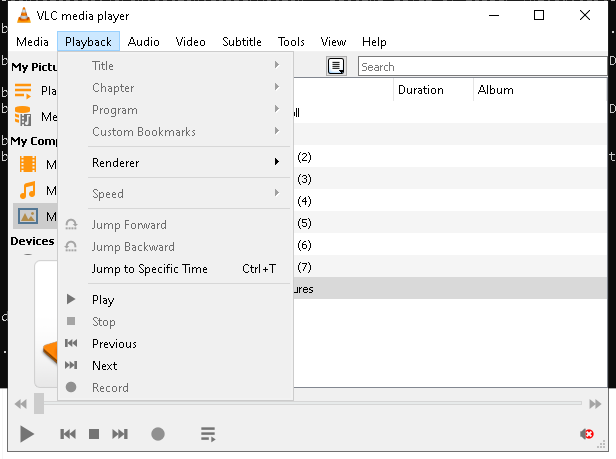 VLC media player
Media Playback Audio Video Subtitle Tools View Help
My Pictu
Title
Search
Pla
Chapter
Duration Album
Me
Program
ll
My Comp
Custom Bookmarks
M
Renderer
(2)
(3)
M
Speed
(4)
M
Jump Forward
(5)
Devices
Jump Backward
(6)
Jump to Specific Time Ctrl+T
(7)
Play
ures
Stop
Previous
Next
Record